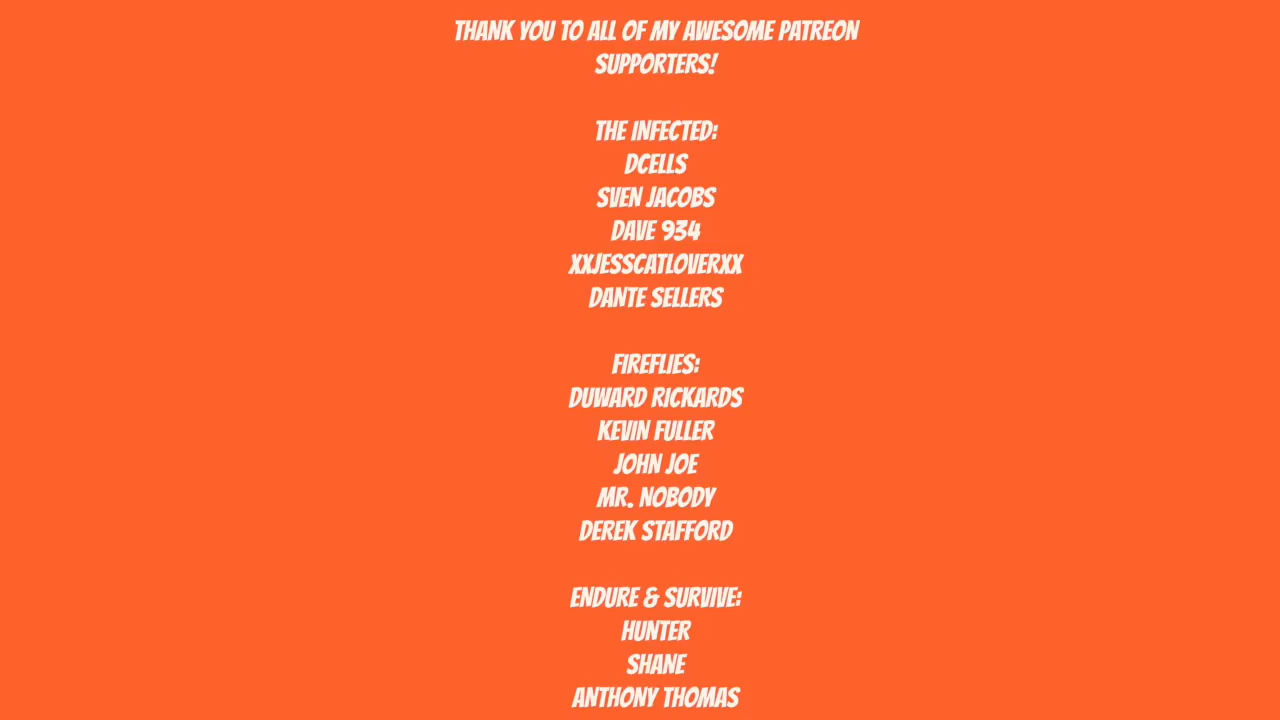 THANK YOU TO ALL OF MY AWESOME PATREON
SUPPORTERS!
THE INFECTED:
DCELLS
SVEN JACOBS
DAVE 934
XXJESSCATLOVERXX
DANTE SELLERS
FIREFLIES:
DUWARD RICKARDS
KEVIN FULLER
JOHN JOE
MR. NOBODY
DEREK STAFFORD
ENDURE & SURVIVE:
HUNTER
SHANE
ANTHONY THOMAS